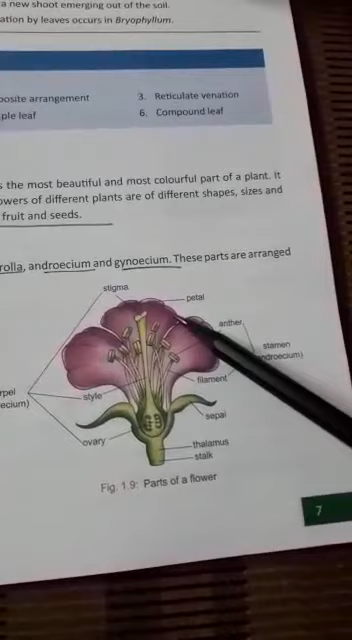 a new shoot emerging out of the soil.
ation by leaves occurs in Bryophyllum.
posite arrangement 3. Reticulate venation
ple leaf 6. Compound leaf
s the most beautiful and most colourful part of a plant. It
owers of different plants are of different shapes, sizes and
fruit and seeds.
rolla, androecium and gynoecium. These parts are arranged
stigma
petal
anther
stamen
ndroecium)
filament
rpel
ecium)
style
sepal
ovary
thalamus
stalk
Fig. 1.9: Parts of a flower
7